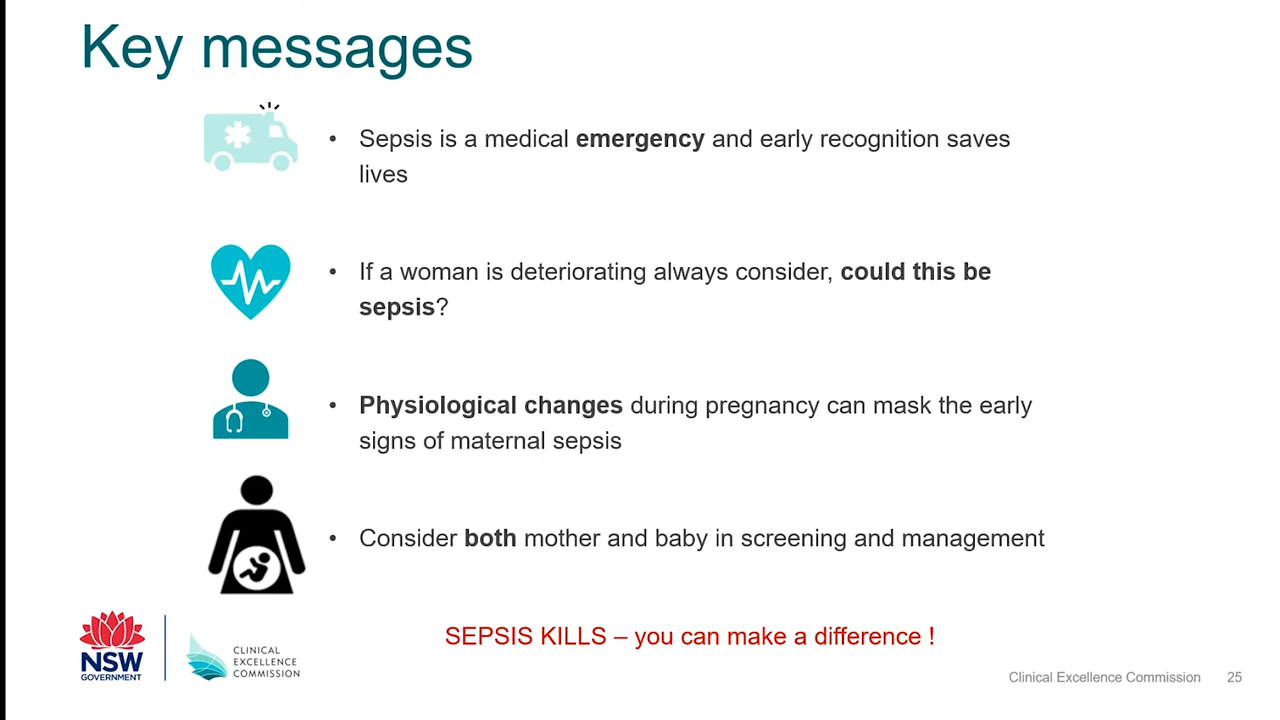 Key messages
• Sepsis is a medical emergency and early recognition saves
lives
• If a woman is deteriorating always consider, could this be
sepsis?
• Physiological changes during pregnancy can mask the early
signs of maternal sepsis
• Consider both mother and baby in screening and management
SEPSIS KILLS – you can make a difference !
NSW
GOVERNMENT
CLINICAL
EXCELLENCE
COMMISSION
Clinical Excellence Commission 25